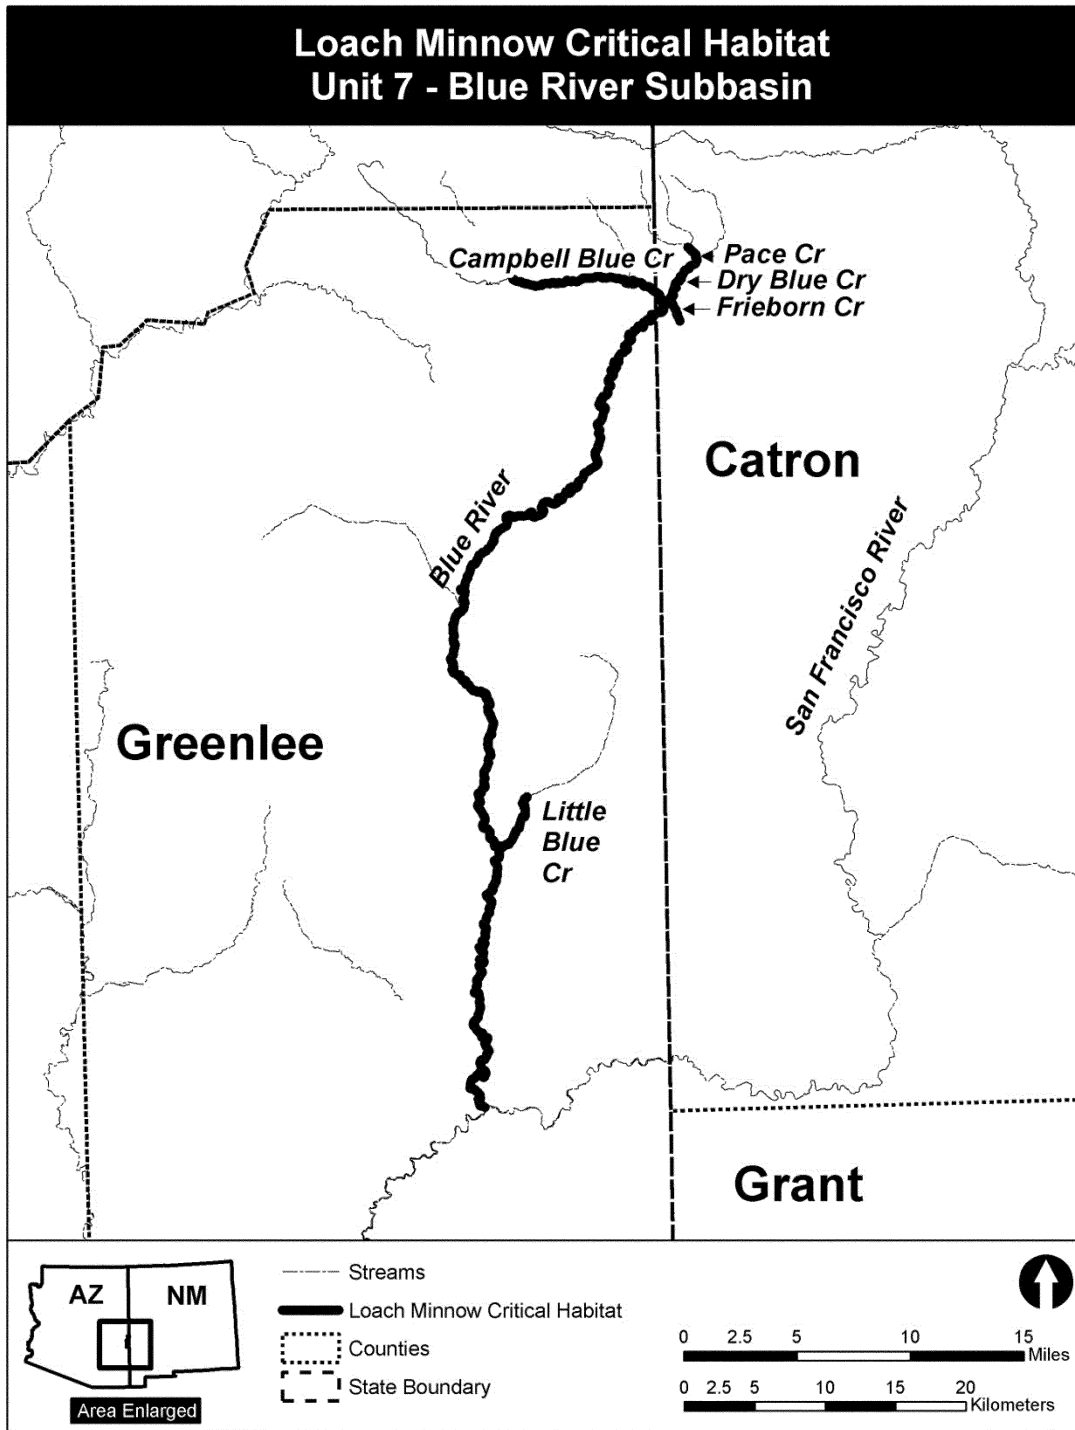 Loach Minnow Critical Habitat
Unit 7 - Blue River Subbasin
Campbell Blue Cr
Pace Cr
Dry Blue Cr
Frieborn Cr
Catron
Blue River
San Francisco River
Greenlee
Little
Blue
Cr
Grant
AZ
NM
Area Enlarged
Streams
Loach Minnow Critical Habitat
Counties
State Boundary
0 2.5 5 10 15
Miles
0 2.5 5 10 15 20
Kilometers